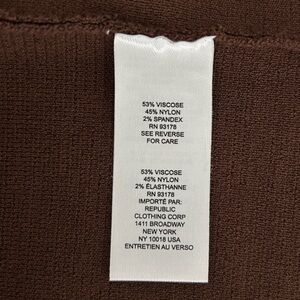 53% VISCOSE
45% NYLON
2% SPANDEX
RN 93178
SEE REVERSE
FOR CARE
53% VISCOSE
45% NYLON
2% ÉLASTHANNE
RN 93178
IMPORTÉ PAR:
REPUBLIC
CLOTHING CORP
1411 BROADWAY
NEW YORK
NY 10018 USA
ENTRETIEN AU VERSO